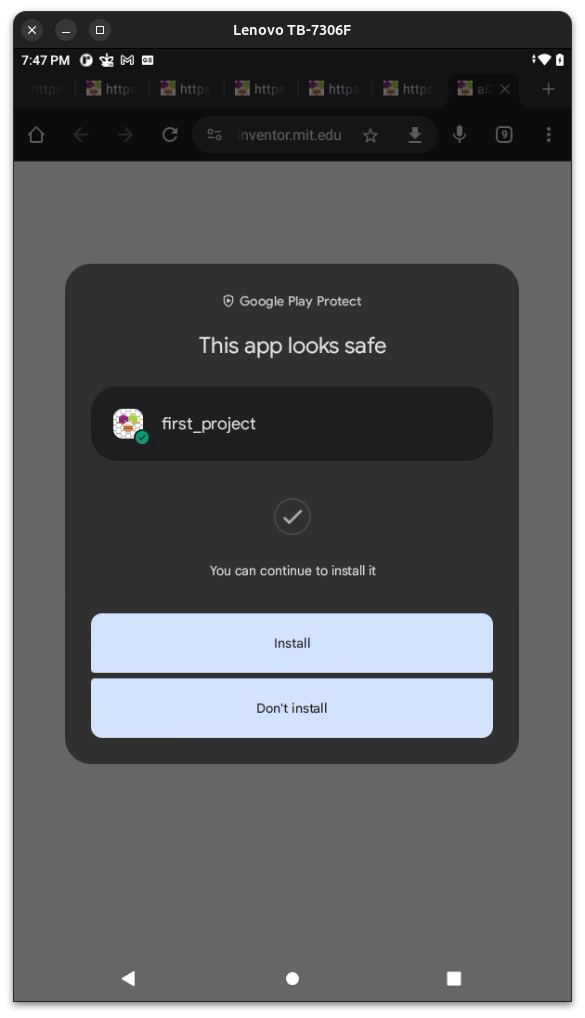 Lenovo TB-7306F
7:47 PM
https
https
https
https
https
https
inventor.mit.edu
9
Google Play Protect
This app looks safe
first_project
You can continue to install it
Install
Don't install